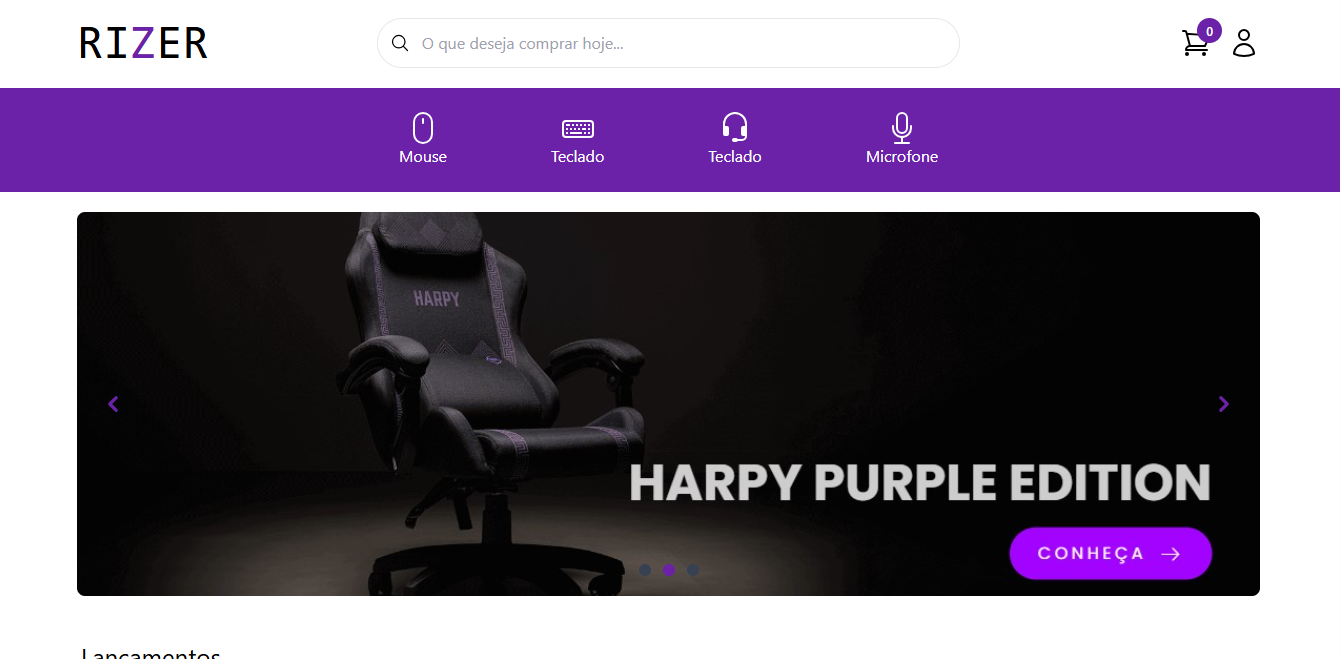 RIZER
O que deseja comprar hoje...
0
Mouse
Teclado
Teclado
Microfone
HARPY
HARPY PURPLE EDITION
CONHEÇA
Lançamentos